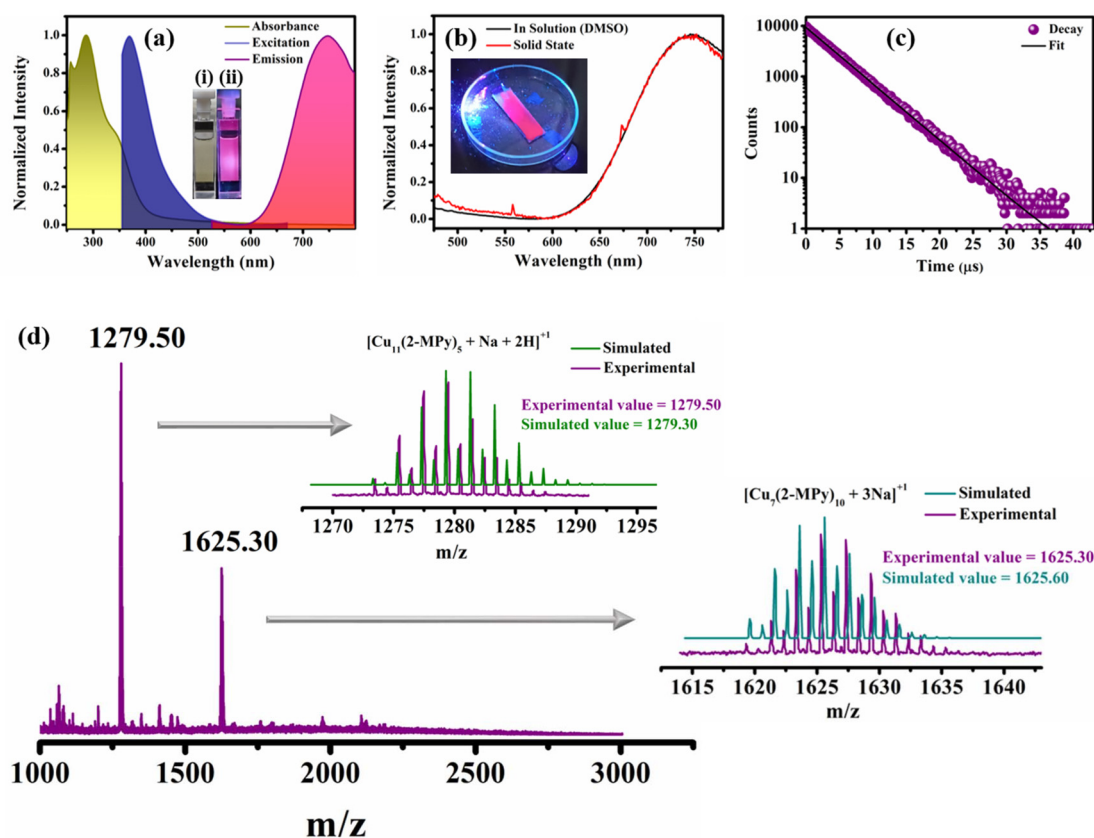 (a)
Absorbance
Excitation
Emission
(i) (ii)
Normalized Intensity
1.0
0.8
0.6
0.4
0.2
0.0
300 400 500 600 700
Wavelength (nm)
(b)
In Solution (DMSO)
Solid State
Normalized Intensity
1.0
0.8
0.6
0.4
0.2
0.0
500 550 600 650 700 750
Wavelength (nm)
(c)
Decay
Fit
Counts
10000
1000
100
10
1
0 5 10 15 20 25 30 35 40
Time (μs)
(d)
1279.50
1625.30
1000 1500 2000 2500 3000
m/z
[Cu11(2-MPy)5 + Na + 2H]+1
Simulated
Experimental
Experimental value = 1279.50
Simulated value = 1279.30
1270 1275 1280 1285 1290 1295
m/z
[Cu7(2-MPy)10 + 3Na]+1
Simulated
Experimental
Experimental value = 1625.30
Simulated value = 1625.60
1615 1620 1625 1630 1635 1640
m/z